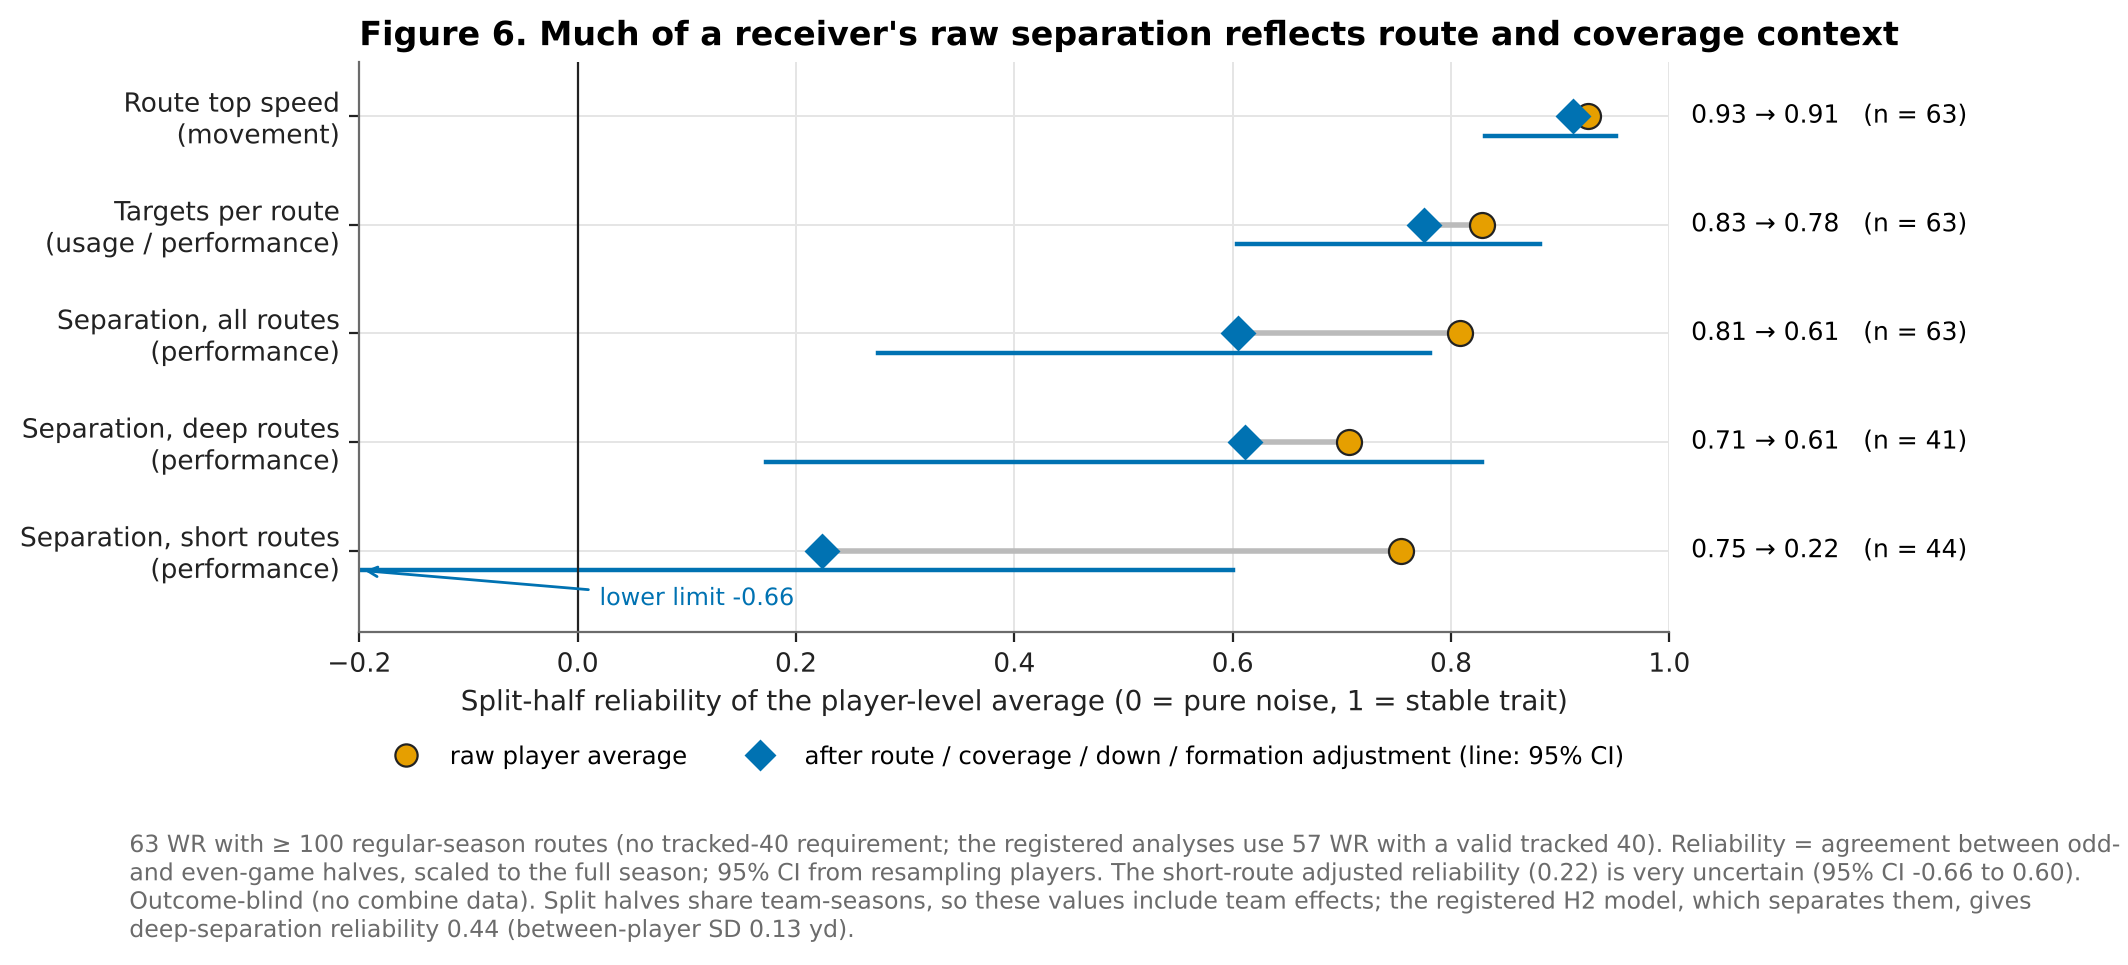 Figure 6. Much of a receiver's raw separation reflects route and coverage context
Route top speed
(movement)
0.93 → 0.91 (n = 63)
Targets per route
(usage / performance)
0.83 → 0.78 (n = 63)
Separation, all routes
(performance)
0.81 → 0.61 (n = 63)
Separation, deep routes
(performance)
0.71 → 0.61 (n = 41)
Separation, short routes
(performance)
0.75 → 0.22 (n = 44)
lower limit -0.66
−0.2 0.0 0.2 0.4 0.6 0.8 1.0
Split-half reliability of the player-level average (0 = pure noise, 1 = stable trait)
raw player average
after route / coverage / down / formation adjustment (line: 95% CI)
63 WR with ≥ 100 regular-season routes (no tracked-40 requirement; the registered analyses use 57 WR with a valid tracked 40). Reliability = agreement between odd-
and even-game halves, scaled to the full season; 95% CI from resampling players. The short-route adjusted reliability (0.22) is very uncertain (95% CI -0.66 to 0.60).
Outcome-blind (no combine data). Split halves share team-seasons, so these values include team effects; the registered H2 model, which separates them, gives
deep-separation reliability 0.44 (between-player SD 0.13 yd).